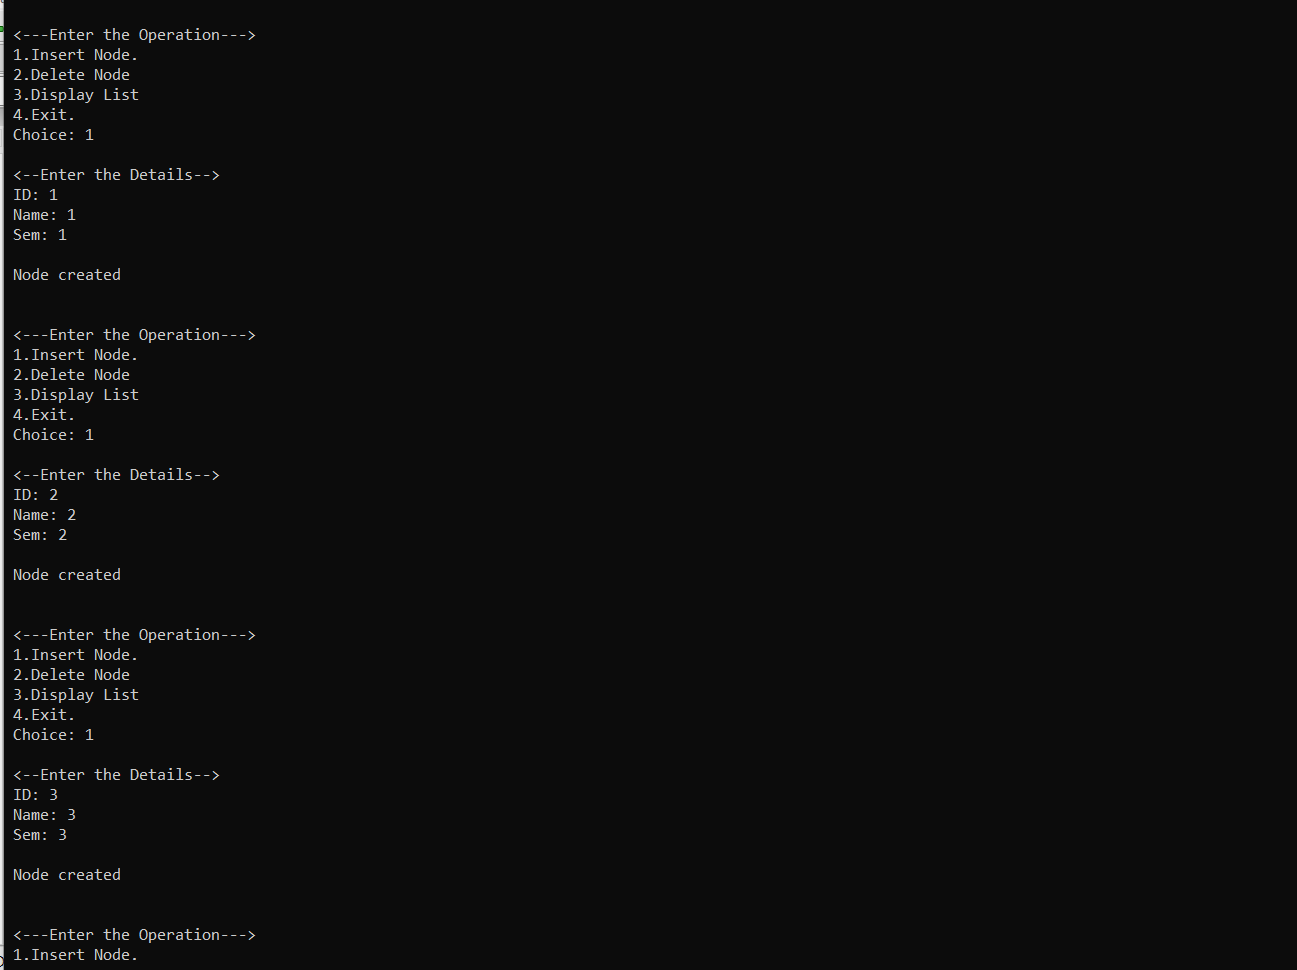 <---Enter the Operation--->
1.Insert Node.
2.Delete Node
3.Display List
4.Exit.
Choice: 1
<--Enter the Details-->
ID: 1
Name: 1
Sem: 1
Node created
<---Enter the Operation--->
1.Insert Node.
2.Delete Node
3.Display List
4.Exit.
Choice: 1
<--Enter the Details-->
ID: 2
Name: 2
Sem: 2
Node created
<---Enter the Operation--->
1.Insert Node.
2.Delete Node
3.Display List
4.Exit.
Choice: 1
<--Enter the Details-->
ID: 3
Name: 3
Sem: 3
Node created
<---Enter the Operation--->
1.Insert Node.